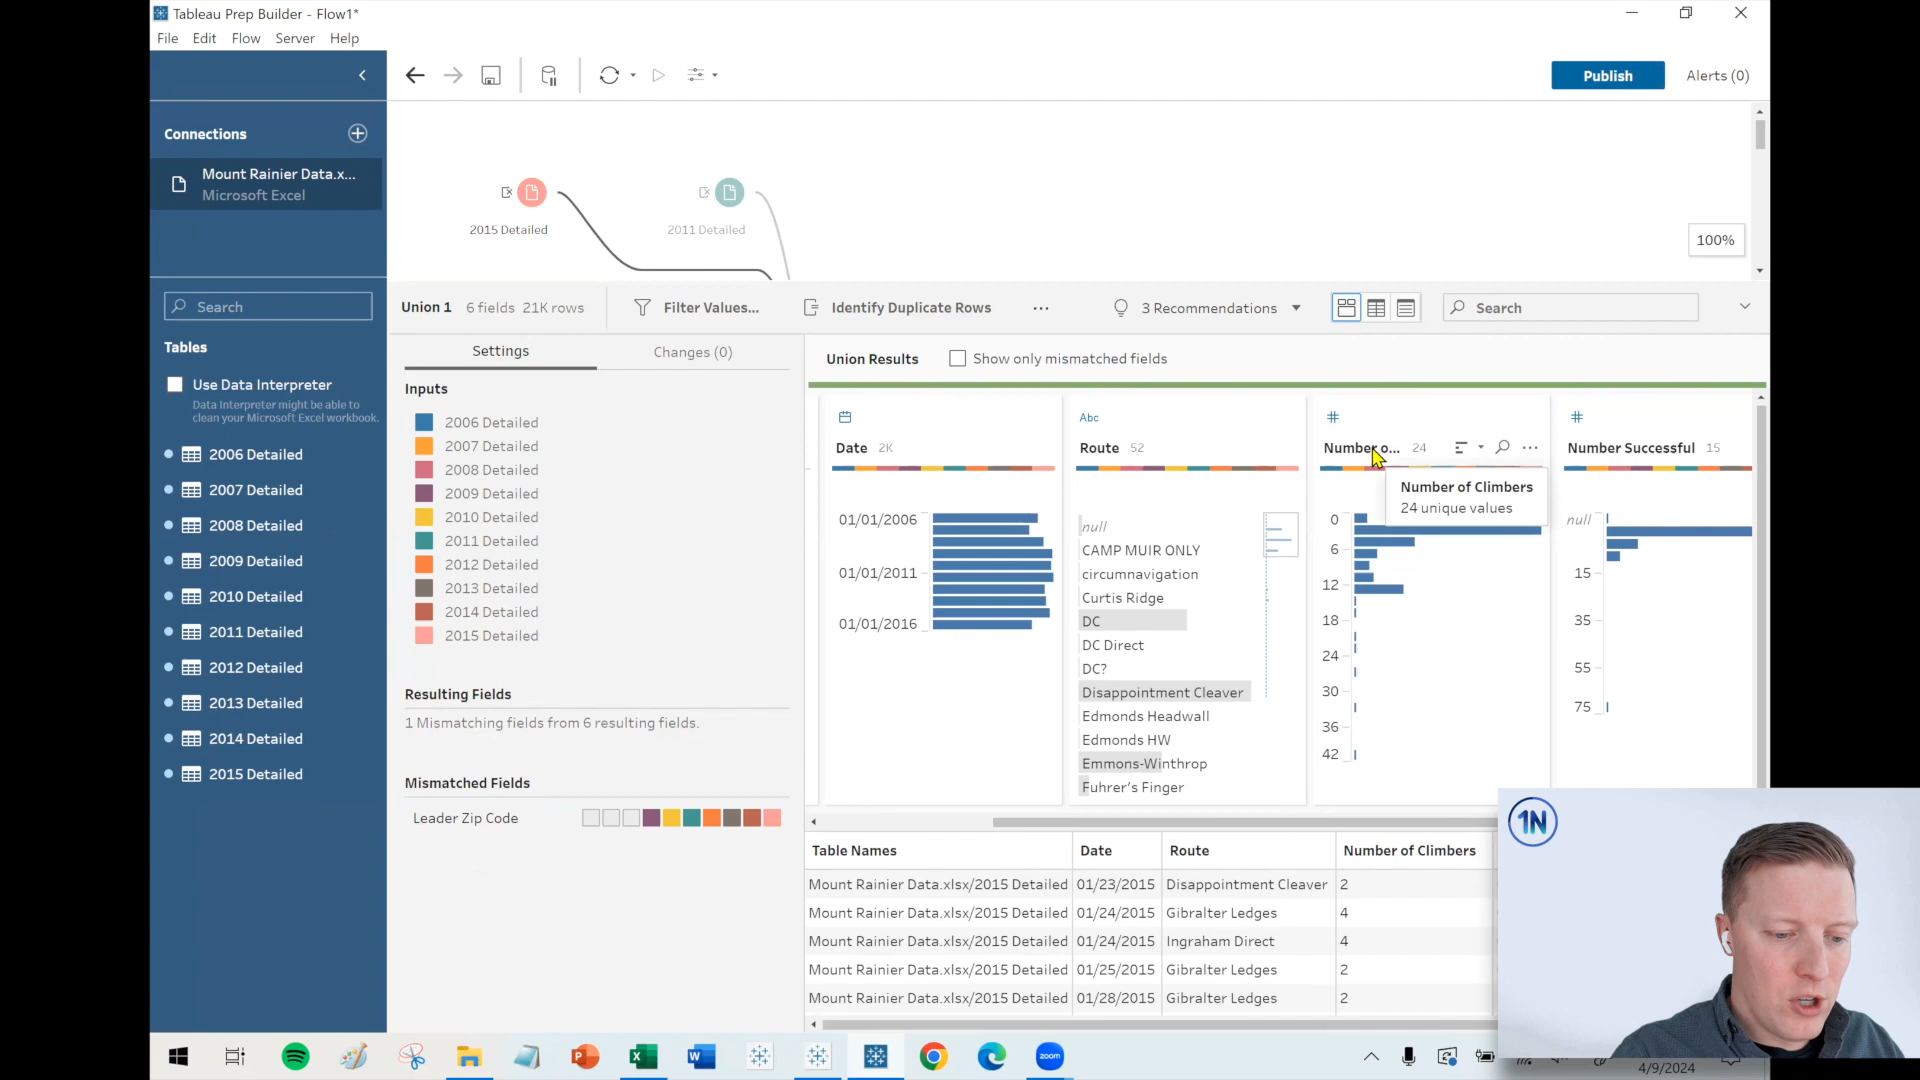 Tableau Prep Builder - Flow1*
File Edit Flow Server Help
Publish Alerts (0)
Connections
Mount Rainier Data.x...
Microsoft Excel
2015 Detailed
2011 Detailed
100%
Search
Union 1 6 fields 21K rows Filter Values... Identify Duplicate Rows ... 3 Recommendations Search
Tables
Use Data Interpreter
Data Interpreter might be able to
clean your Microsoft Excel workbook.
2006 Detailed
2007 Detailed
2008 Detailed
2009 Detailed
2010 Detailed
2011 Detailed
2012 Detailed
2013 Detailed
2014 Detailed
2015 Detailed
Settings Changes (0)
Inputs
2006 Detailed
2007 Detailed
2008 Detailed
2009 Detailed
2010 Detailed
2011 Detailed
2012 Detailed
2013 Detailed
2014 Detailed
2015 Detailed
Resulting Fields
1 Mismatching fields from 6 resulting fields.
Mismatched Fields
Leader Zip Code
Union Results Show only mismatched fields
Date 2K
01/01/2006
01/01/2011
01/01/2016
Abc
Route 52
null
CAMP MUIR ONLY
circumnavigation
Curtis Ridge
DC
DC Direct
DC?
Disappointment Cleaver
Edmonds Headwall
Edmonds HW
Emmons-Winthrop
Fuhrer's Finger
#
Number o... 24 ...
Number of Climbers
24 unique values
0
6
12
18
24
30
36
42
#
Number Successful 15
null
15
35
55
75
Table Names Date Route Number of Climbers
Mount Rainier Data.xlsx/2015 Detailed 01/23/2015 Disappointment Cleaver 2
Mount Rainier Data.xlsx/2015 Detailed 01/24/2015 Gibralter Ledges 4
Mount Rainier Data.xlsx/2015 Detailed 01/24/2015 Ingraham Direct 4
Mount Rainier Data.xlsx/2015 Detailed 01/25/2015 Gibralter Ledges 2
Mount Rainier Data.xlsx/2015 Detailed 01/28/2015 Gibralter Ledges 2
1N
zoom
4/9/2024